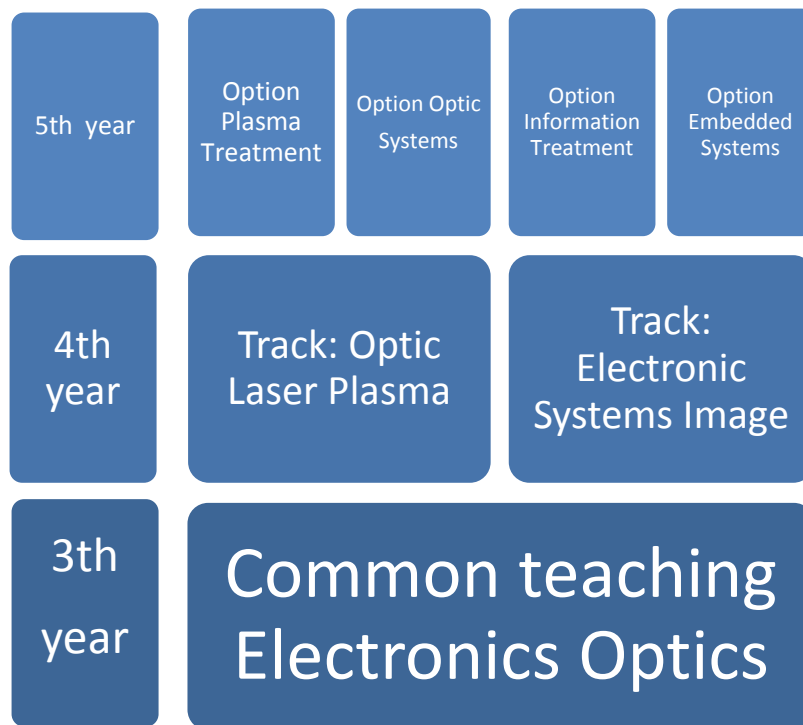 5th year
Option
Plasma
Treatment
Option Optic
Systems
Option
Information
Treatment
Option
Embedded
Systems
4th
year
Track: Optic
Laser Plasma
Track:
Electronic
Systems Image
3th
year
Common teaching
Electronics Optics